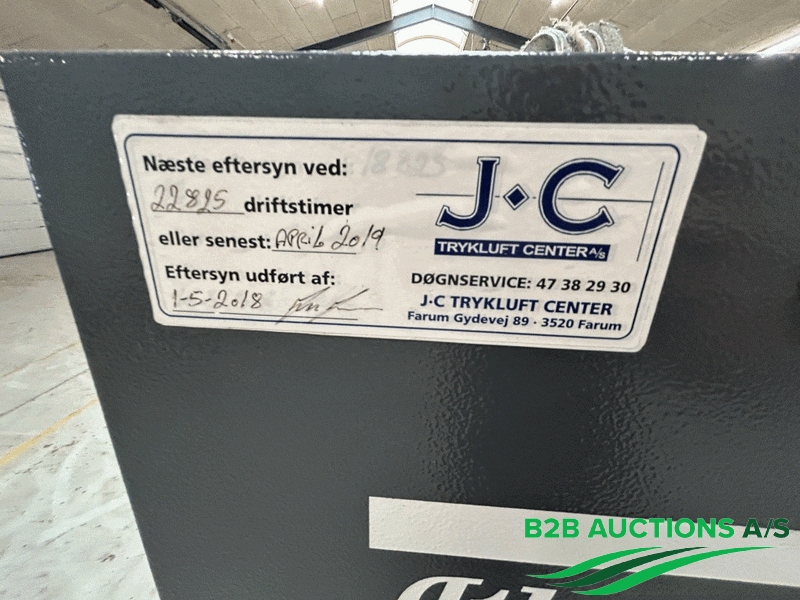 Næste eftersyn ved: 18825
22825 driftstimer
eller senest: APRIL 2019
Eftersyn udført af:
1-5-2018
J·C
TRYKLUFT CENTER A/S
DØGNSERVICE: 47 38 29 30
J·C TRYKLUFT CENTER
Farum Gydevej 89 · 3520 Farum
B2B AUCTIONS A/S